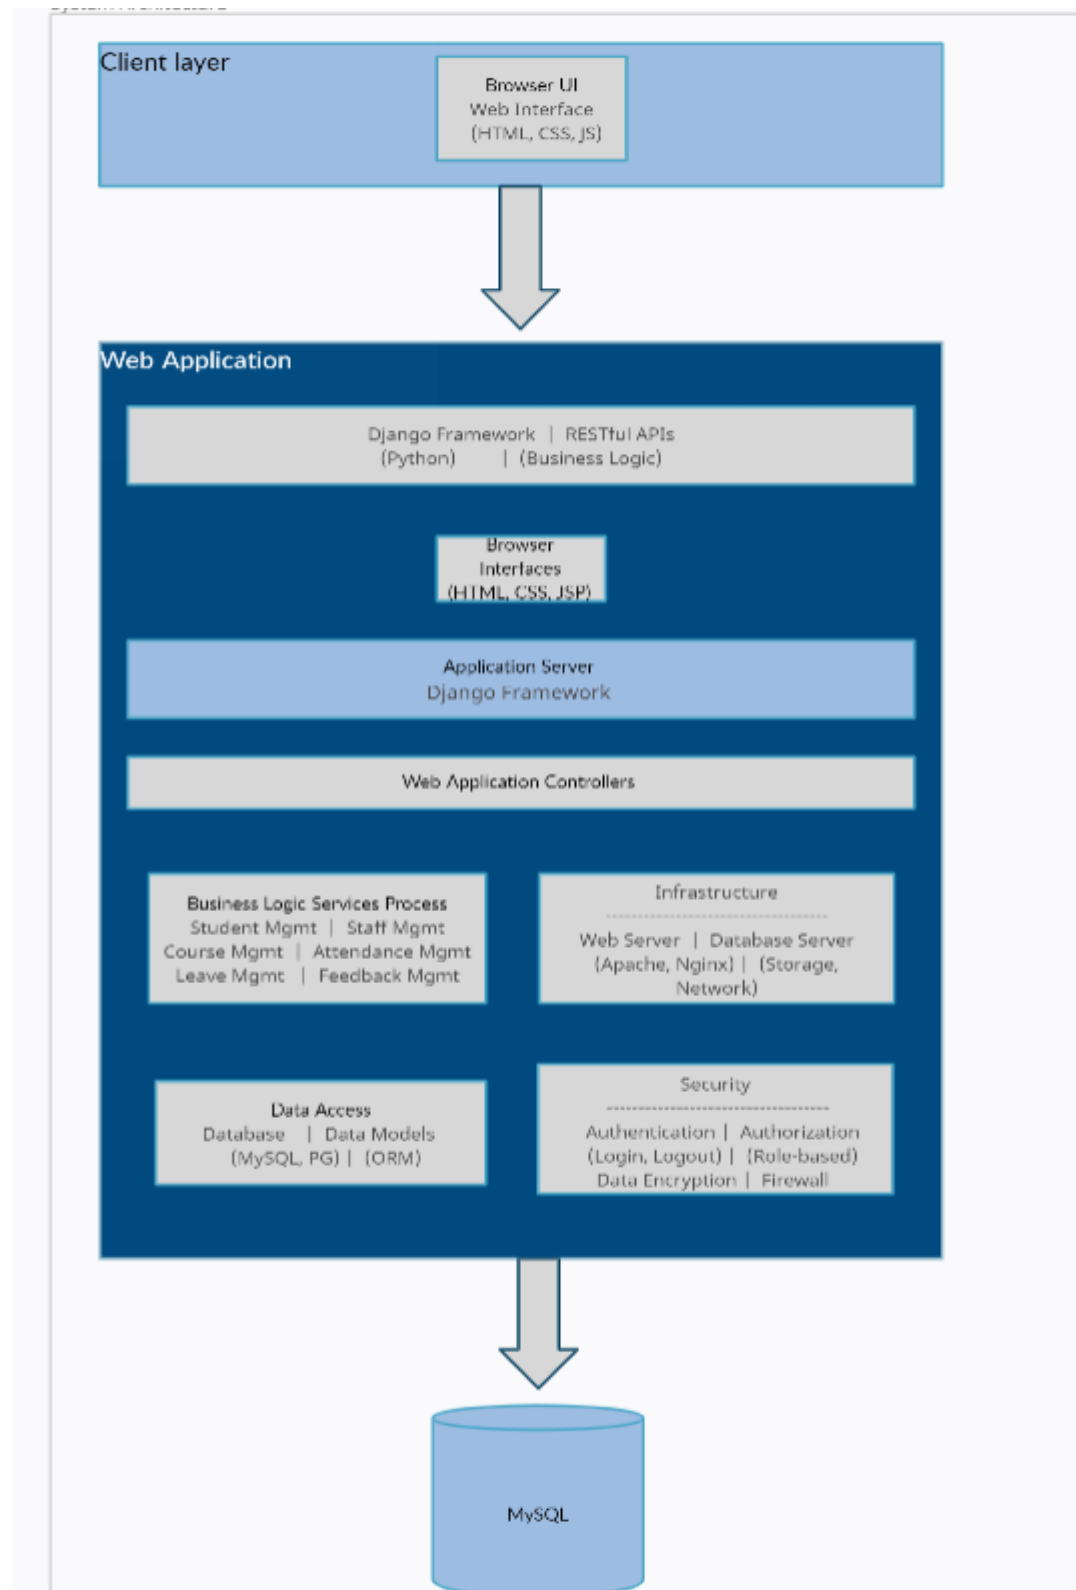 Client layer
Browser UI
Web Interface
(HTML, CSS, JS)
Web Application
Django Framework | RESTful APIs
(Python) | (Business Logic)
Browser
Interfaces
(HTML, CSS, JSP)
Application Server
Django Framework
Web Application Controllers
Business Logic Services Process
Student Mgmt | Staff Mgmt
Course Mgmt | Attendance Mgmt
Leave Mgmt | Feedback Mgmt
Infrastructure
-----------------------------------
Web Server | Database Server
(Apache, Nginx) | (Storage,
Network)
Data Access
Database | Data Models
(MySQL, PG) | (ORM)
Security
-----------------------------------
Authentication | Authorization
(Login, Logout) | (Role-based)
Data Encryption | Firewall
MySQL